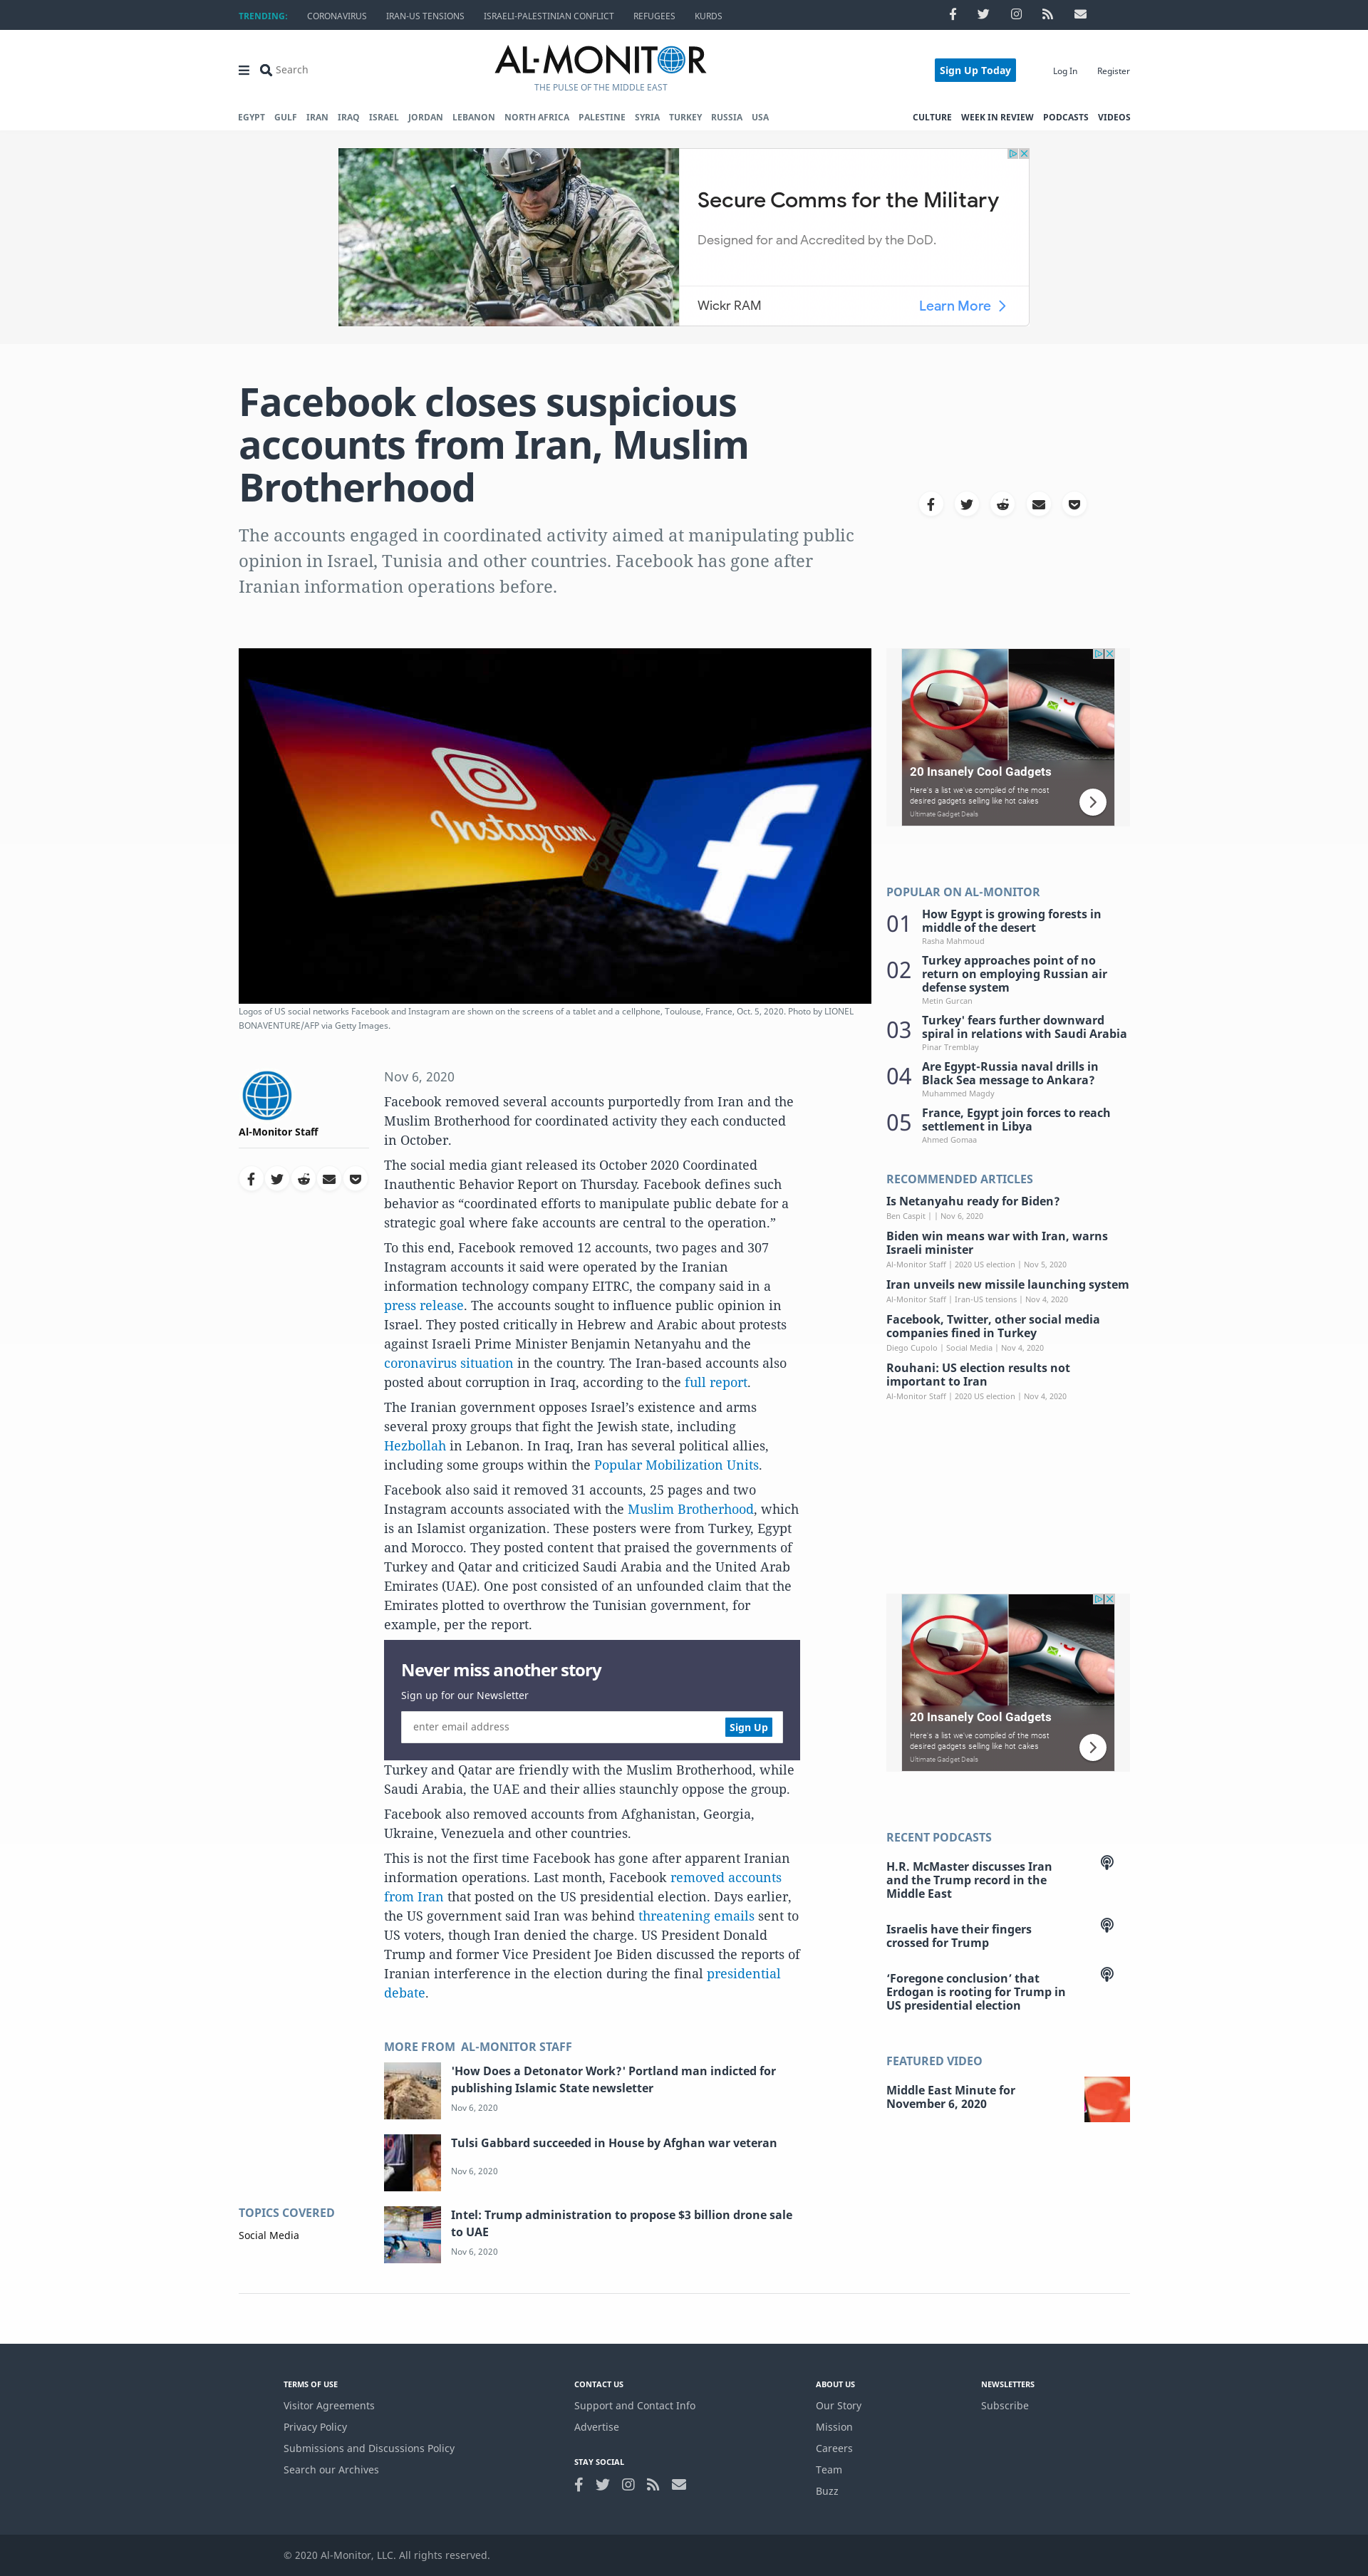 TRENDING: CORONAVIRUS IRAN-US TENSIONS ISRAELI-PALESTINIAN CONFLICT REFUGEES KURDS
Search
AL-MONITOR
THE PULSE OF THE MIDDLE EAST
Sign Up Today
Log In
Register
EGYPT GULF IRAN IRAQ ISRAEL JORDAN LEBANON NORTH AFRICA PALESTINE SYRIA TURKEY RUSSIA USA
CULTURE WEEK IN REVIEW PODCASTS VIDEOS
Secure Comms for the Military
Designed for and Accredited by the DoD.
Wickr RAM
Learn More
Facebook closes suspicious
accounts from Iran, Muslim
Brotherhood
The accounts engaged in coordinated activity aimed at manipulating public
opinion in Israel, Tunisia and other countries. Facebook has gone after
Iranian information operations before.
Instagram
Logos of US social networks Facebook and Instagram are shown on the screens of a tablet and a cellphone, Toulouse, France, Oct. 5, 2020. Photo by LIONEL
BONAVENTURE/AFP via Getty Images.
Al-Monitor Staff
Nov 6, 2020
Facebook removed several accounts purportedly from Iran and the
Muslim Brotherhood for coordinated activity they each conducted
in October.
The social media giant released its October 2020 Coordinated
Inauthentic Behavior Report on Thursday. Facebook defines such
behavior as “coordinated efforts to manipulate public debate for a
strategic goal where fake accounts are central to the operation.”
To this end, Facebook removed 12 accounts, two pages and 307
Instagram accounts it said were operated by the Iranian
information technology company EITRC, the company said in a
press release. The accounts sought to influence public opinion in
Israel. They posted critically in Hebrew and Arabic about protests
against Israeli Prime Minister Benjamin Netanyahu and the
coronavirus situation in the country. The Iran-based accounts also
posted about corruption in Iraq, according to the full report.
The Iranian government opposes Israel’s existence and arms
several proxy groups that fight the Jewish state, including
Hezbollah in Lebanon. In Iraq, Iran has several political allies,
including some groups within the Popular Mobilization Units.
Facebook also said it removed 31 accounts, 25 pages and two
Instagram accounts associated with the Muslim Brotherhood, which
is an Islamist organization. These posters were from Turkey, Egypt
and Morocco. They posted content that praised the governments of
Turkey and Qatar and criticized Saudi Arabia and the United Arab
Emirates (UAE). One post consisted of an unfounded claim that the
Emirates plotted to overthrow the Tunisian government, for
example, per the report.
Never miss another story
Sign up for our Newsletter
enter email address
Sign Up
Turkey and Qatar are friendly with the Muslim Brotherhood, while
Saudi Arabia, the UAE and their allies staunchly oppose the group.
Facebook also removed accounts from Afghanistan, Georgia,
Ukraine, Venezuela and other countries.
This is not the first time Facebook has gone after apparent Iranian
information operations. Last month, Facebook removed accounts
from Iran that posted on the US presidential election. Days earlier,
the US government said Iran was behind threatening emails sent to
US voters, though Iran denied the charge. US President Donald
Trump and former Vice President Joe Biden discussed the reports of
Iranian interference in the election during the final presidential
debate.
MORE FROM AL-MONITOR STAFF
'How Does a Detonator Work?' Portland man indicted for
publishing Islamic State newsletter
Nov 6, 2020
Tulsi Gabbard succeeded in House by Afghan war veteran
Nov 6, 2020
Intel: Trump administration to propose $3 billion drone sale
to UAE
Nov 6, 2020
TOPICS COVERED
Social Media
20 Insanely Cool Gadgets
Here's a list we've compiled of the most
desired gadgets selling like hot cakes
Ultimate Gadget Deals
POPULAR ON AL-MONITOR
01 How Egypt is growing forests in
middle of the desert
Rasha Mahmoud
02 Turkey approaches point of no
return on employing Russian air
defense system
Metin Gurcan
03 Turkey' fears further downward
spiral in relations with Saudi Arabia
Pinar Tremblay
04 Are Egypt-Russia naval drills in
Black Sea message to Ankara?
Muhammed Magdy
05 France, Egypt join forces to reach
settlement in Libya
Ahmed Gomaa
RECOMMENDED ARTICLES
Is Netanyahu ready for Biden?
Ben Caspit | | Nov 6, 2020
Biden win means war with Iran, warns
Israeli minister
Al-Monitor Staff | 2020 US election | Nov 5, 2020
Iran unveils new missile launching system
Al-Monitor Staff | Iran-US tensions | Nov 4, 2020
Facebook, Twitter, other social media
companies fined in Turkey
Diego Cupolo | Social Media | Nov 4, 2020
Rouhani: US election results not
important to Iran
Al-Monitor Staff | 2020 US election | Nov 4, 2020
20 Insanely Cool Gadgets
Here's a list we've compiled of the most
desired gadgets selling like hot cakes
Ultimate Gadget Deals
RECENT PODCASTS
H.R. McMaster discusses Iran
and the Trump record in the
Middle East
Israelis have their fingers
crossed for Trump
‘Foregone conclusion’ that
Erdogan is rooting for Trump in
US presidential election
FEATURED VIDEO
Middle East Minute for
November 6, 2020
TERMS OF USE
Visitor Agreements
Privacy Policy
Submissions and Discussions Policy
Search our Archives
CONTACT US
Support and Contact Info
Advertise
STAY SOCIAL
ABOUT US
Our Story
Mission
Careers
Team
Buzz
NEWSLETTERS
Subscribe
© 2020 Al-Monitor, LLC. All rights reserved.